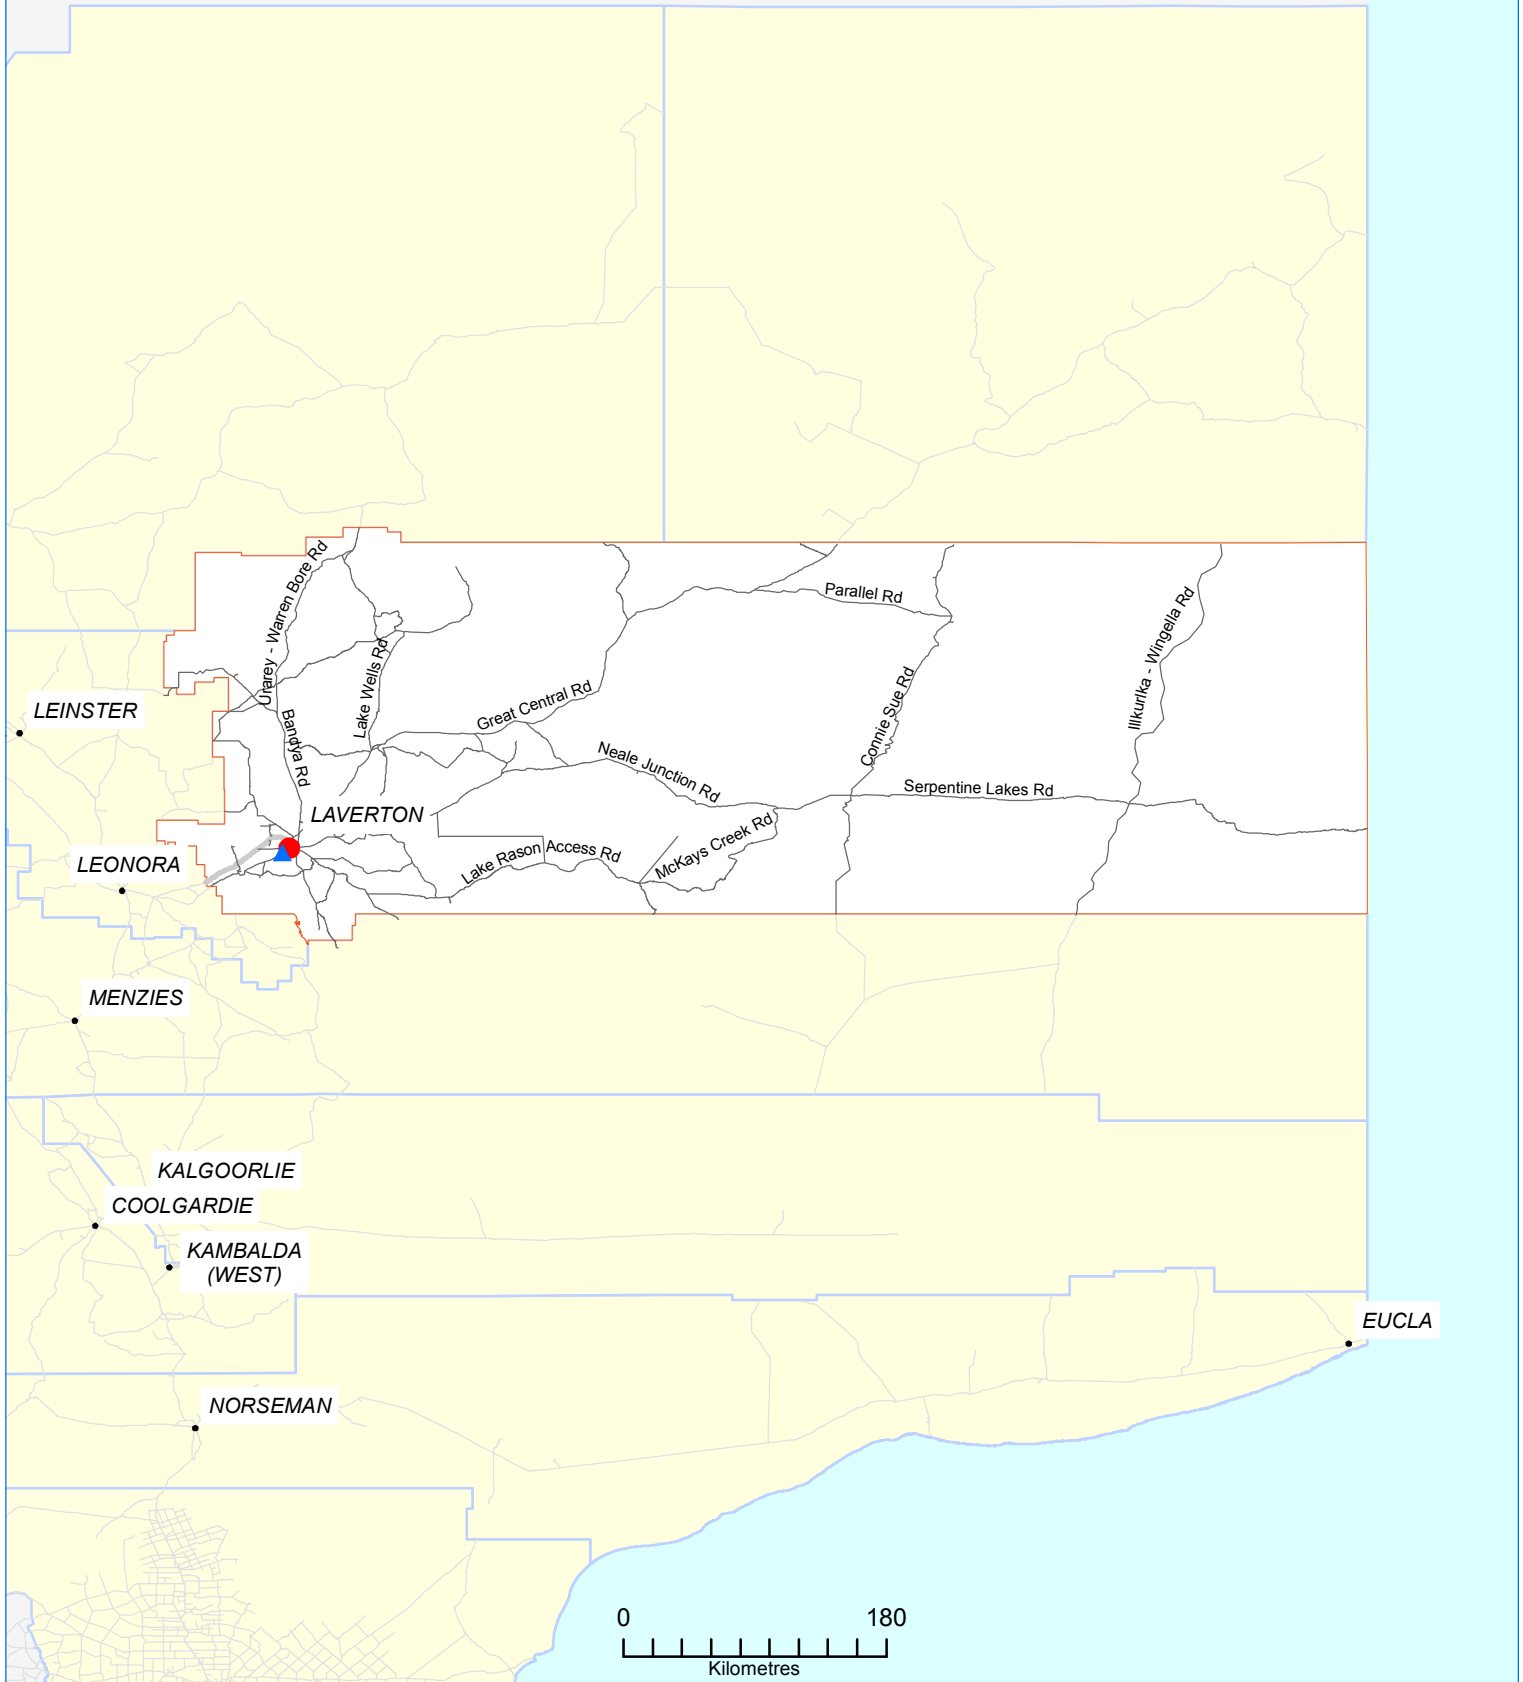 Urarey - Warren Bore Rd
Parallel Rd
Illkurlka - Wingella Rd
Lake Wells Rd
Connie Sue Rd
Great Central Rd
LEINSTER
Bandya Rd
Neale Junction Rd
Serpentine Lakes Rd
LAVERTON
McKays Creek Rd
Lake Rason Access Rd
LEONORA
MENZIES
KALGOORLIE
COOLGARDIE
KAMBALDA
(WEST)
EUCLA
NORSEMAN
0 180
Kilometres